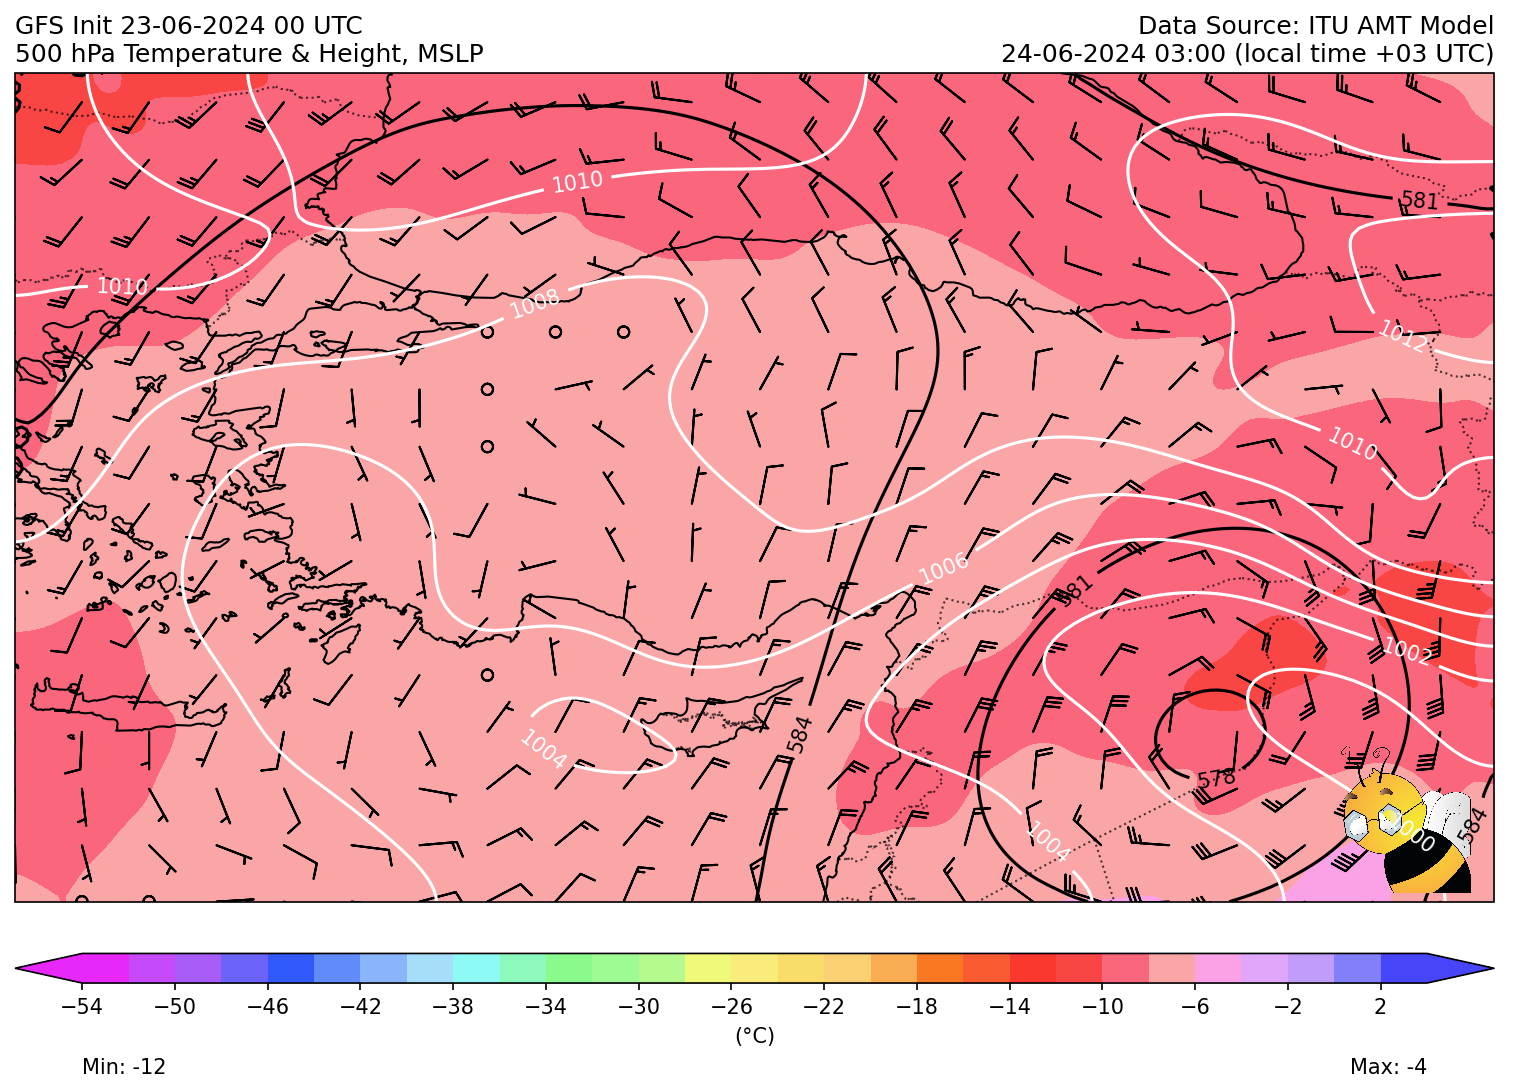 GFS Init 23-06-2024 00 UTC
Data Source: ITU AMT Model
500 hPa Temperature & Height, MSLP
24-06-2024 03:00 (local time +03 UTC)
1010
581
1010
1008
1012
1010
1006
581
1002
584
1004
578
1000
584
1004
−54 −50 −46 −42 −38 −34 −30 −26 −22 −18 −14 −10 −6 −2 2
(°C)
Min: -12
Max: -4